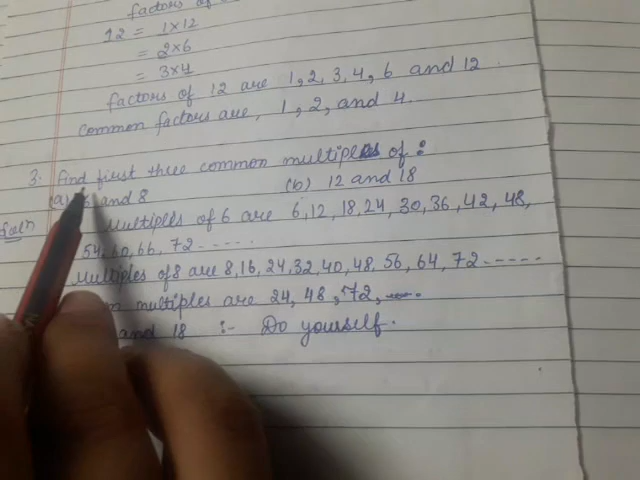 factors of
12 = 1×12
= 2×6
= 3×4
factors of 12 are 1, 2, 3, 4, 6 and 12
Common factors are, 1, 2, and 4.
3. Find first three common multiples of :
(a) 6 and 8 (b) 12 and 18
Sol^n Multiples of 6 are 6, 12, 18, 24, 30, 36, 42, 48,
54, 60, 66, 72 .....
Multiples of 8 are 8, 16, 24, 32, 40, 48, 56, 64, 72 .....
multiples are 24, 48, 72, ....
and 18 :- Do yourself.